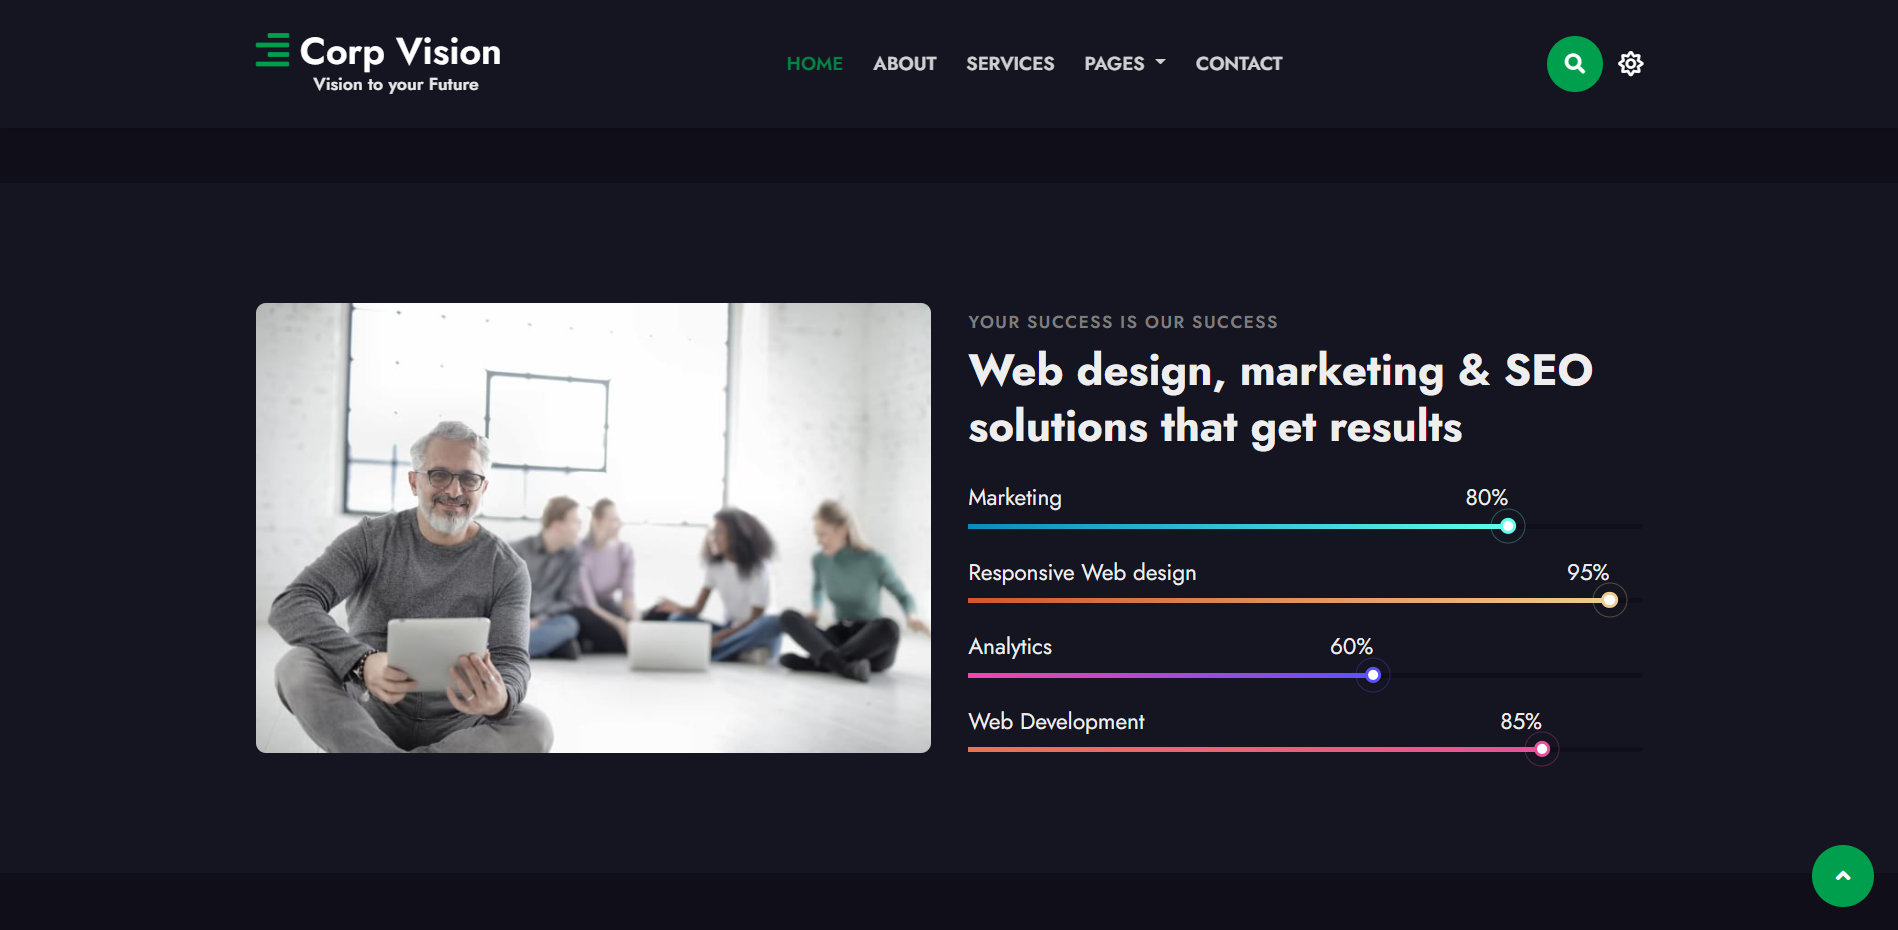 Corp Vision
Vision to your Future
HOME ABOUT SERVICES PAGES CONTACT
YOUR SUCCESS IS OUR SUCCESS
Web design, marketing & SEO
solutions that get results
Marketing 80%
Responsive Web design 95%
Analytics 60%
Web Development 85%